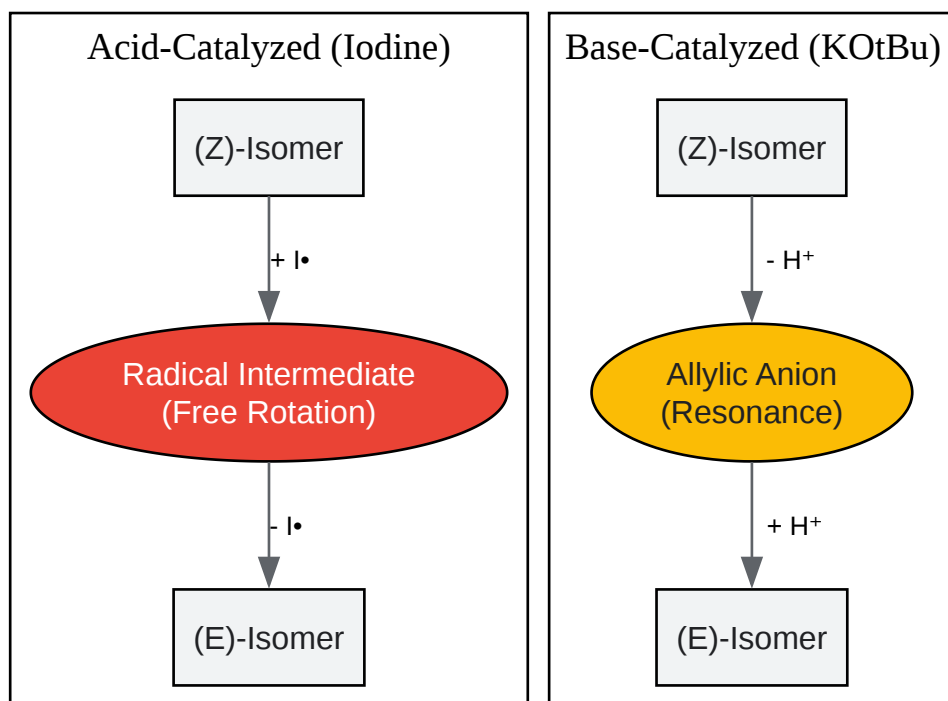 Acid-Catalyzed (Iodine)
(Z)-Isomer
+ I•
Radical Intermediate
(Free Rotation)
- I•
(E)-Isomer
Base-Catalyzed (KOtBu)
(Z)-Isomer
- H⁺
Allylic Anion
(Resonance)
+ H⁺
(E)-Isomer